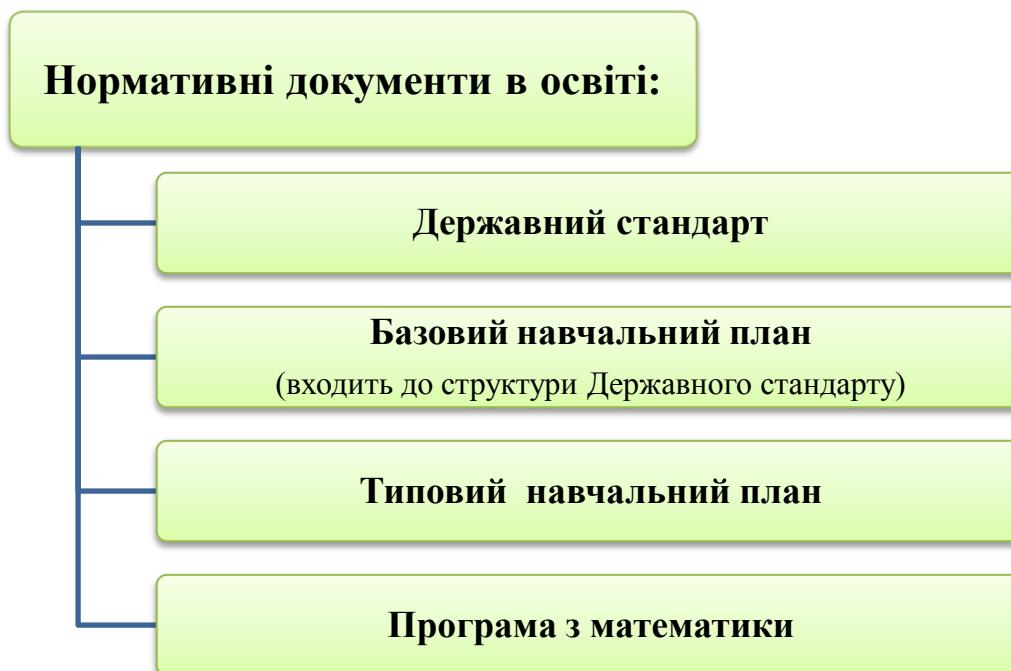 Нормативні документи в освіті:
Державний стандарт
Базовий навчальний план
(входить до структури Державного стандарту)
Типовий навчальний план
Програма з математики